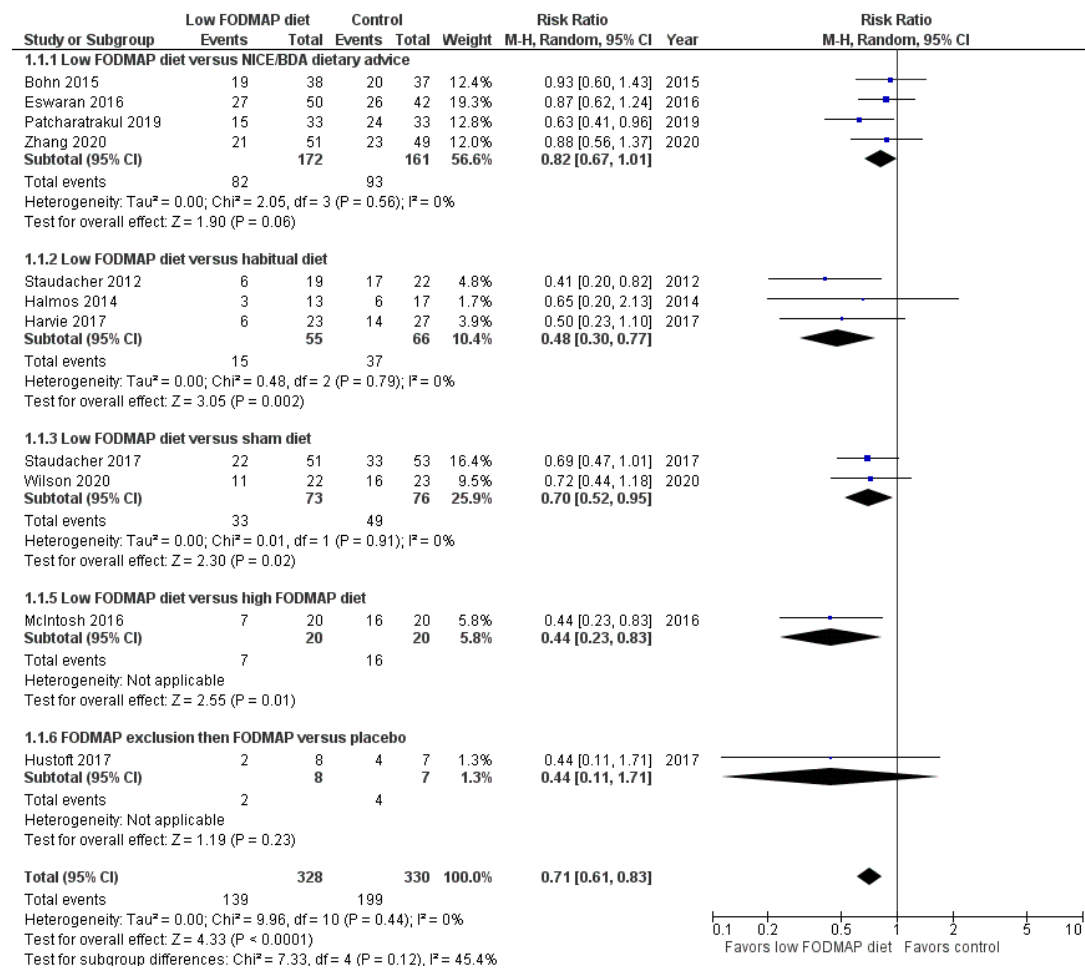 Low FODMAP diet Control Risk Ratio Risk Ratio
Study or Subgroup Events Total Events Total Weight M-H, Random, 95% CI Year M-H, Random, 95% CI
1.1.1 Low FODMAP diet versus NICE/BDA dietary advice
Bohn 2015 19 38 20 37 12.4% 0.93 [0.60, 1.43] 2015
Eswaran 2016 27 50 26 42 19.3% 0.87 [0.62, 1.24] 2016
Patcharatrakul 2019 15 33 24 33 12.8% 0.63 [0.41, 0.96] 2019
Zhang 2020 21 51 23 49 12.0% 0.88 [0.56, 1.37] 2020
Subtotal (95% CI) 172 161 56.6% 0.82 [0.67, 1.01]
Total events 82 93
Heterogeneity: Tau² = 0.00; Chi² = 2.05, df = 3 (P = 0.56); I² = 0%
Test for overall effect: Z = 1.90 (P = 0.06)
1.1.2 Low FODMAP diet versus habitual diet
Staudacher 2012 6 19 17 22 4.8% 0.41 [0.20, 0.82] 2012
Halmos 2014 3 13 6 17 1.7% 0.65 [0.20, 2.13] 2014
Harvie 2017 6 23 14 27 3.9% 0.50 [0.23, 1.10] 2017
Subtotal (95% CI) 55 66 10.4% 0.48 [0.30, 0.77]
Total events 15 37
Heterogeneity: Tau² = 0.00; Chi² = 0.48, df = 2 (P = 0.79); I² = 0%
Test for overall effect: Z = 3.05 (P = 0.002)
1.1.3 Low FODMAP diet versus sham diet
Staudacher 2017 22 51 33 53 16.4% 0.69 [0.47, 1.01] 2017
Wilson 2020 11 22 16 23 9.5% 0.72 [0.44, 1.18] 2020
Subtotal (95% CI) 73 76 25.9% 0.70 [0.52, 0.95]
Total events 33 49
Heterogeneity: Tau² = 0.00; Chi² = 0.01, df = 1 (P = 0.91); I² = 0%
Test for overall effect: Z = 2.30 (P = 0.02)
1.1.5 Low FODMAP diet versus high FODMAP diet
McIntosh 2016 7 20 16 20 5.8% 0.44 [0.23, 0.83] 2016
Subtotal (95% CI) 20 20 5.8% 0.44 [0.23, 0.83]
Total events 7 16
Heterogeneity: Not applicable
Test for overall effect: Z = 2.55 (P = 0.01)
1.1.6 FODMAP exclusion then FODMAP versus placebo
Hustoft 2017 2 8 4 7 1.3% 0.44 [0.11, 1.71] 2017
Subtotal (95% CI) 8 7 1.3% 0.44 [0.11, 1.71]
Total events 2 4
Heterogeneity: Not applicable
Test for overall effect: Z = 1.19 (P = 0.23)
Total (95% CI) 328 330 100.0% 0.71 [0.61, 0.83]
Total events 139 199
Heterogeneity: Tau² = 0.00; Chi² = 9.96, df = 10 (P = 0.44); I² = 0%
Test for overall effect: Z = 4.33 (P < 0.0001)
Test for subgroup differences: Chi² = 7.33, df = 4 (P = 0.12), I² = 45.4%
0.1 0.2 0.5 1 2 5 10
Favors low FODMAP diet Favors control